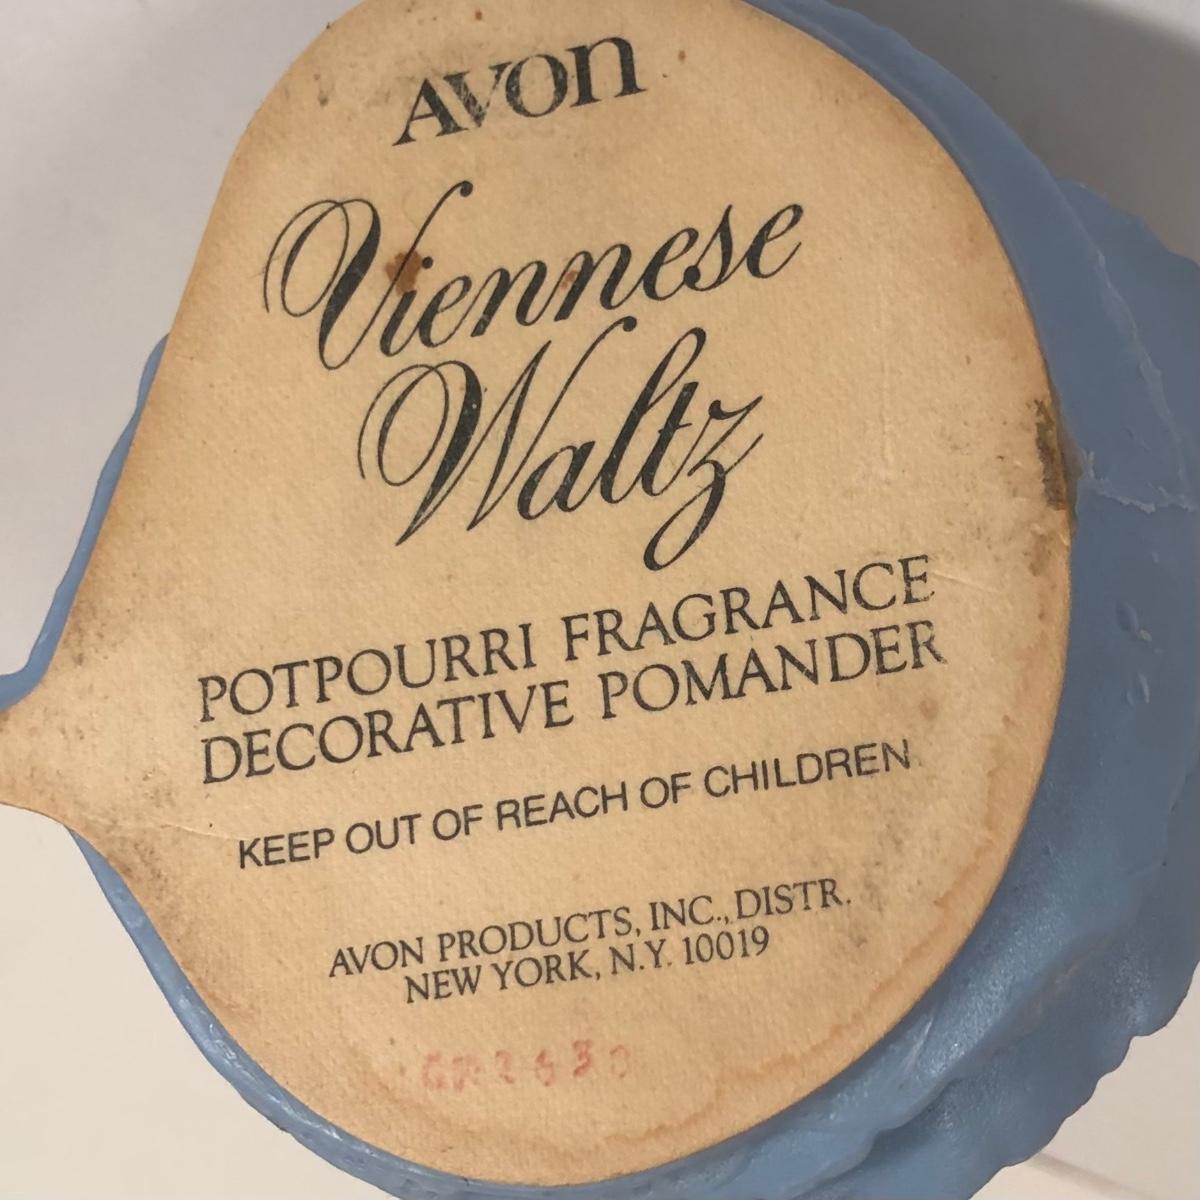 AVON
Viennese
Waltz
POTPOURRI FRAGRANCE
DECORATIVE POMANDER
KEEP OUT OF REACH OF CHILDREN
AVON PRODUCTS, INC., DISTR.
NEW YORK, N.Y. 10019